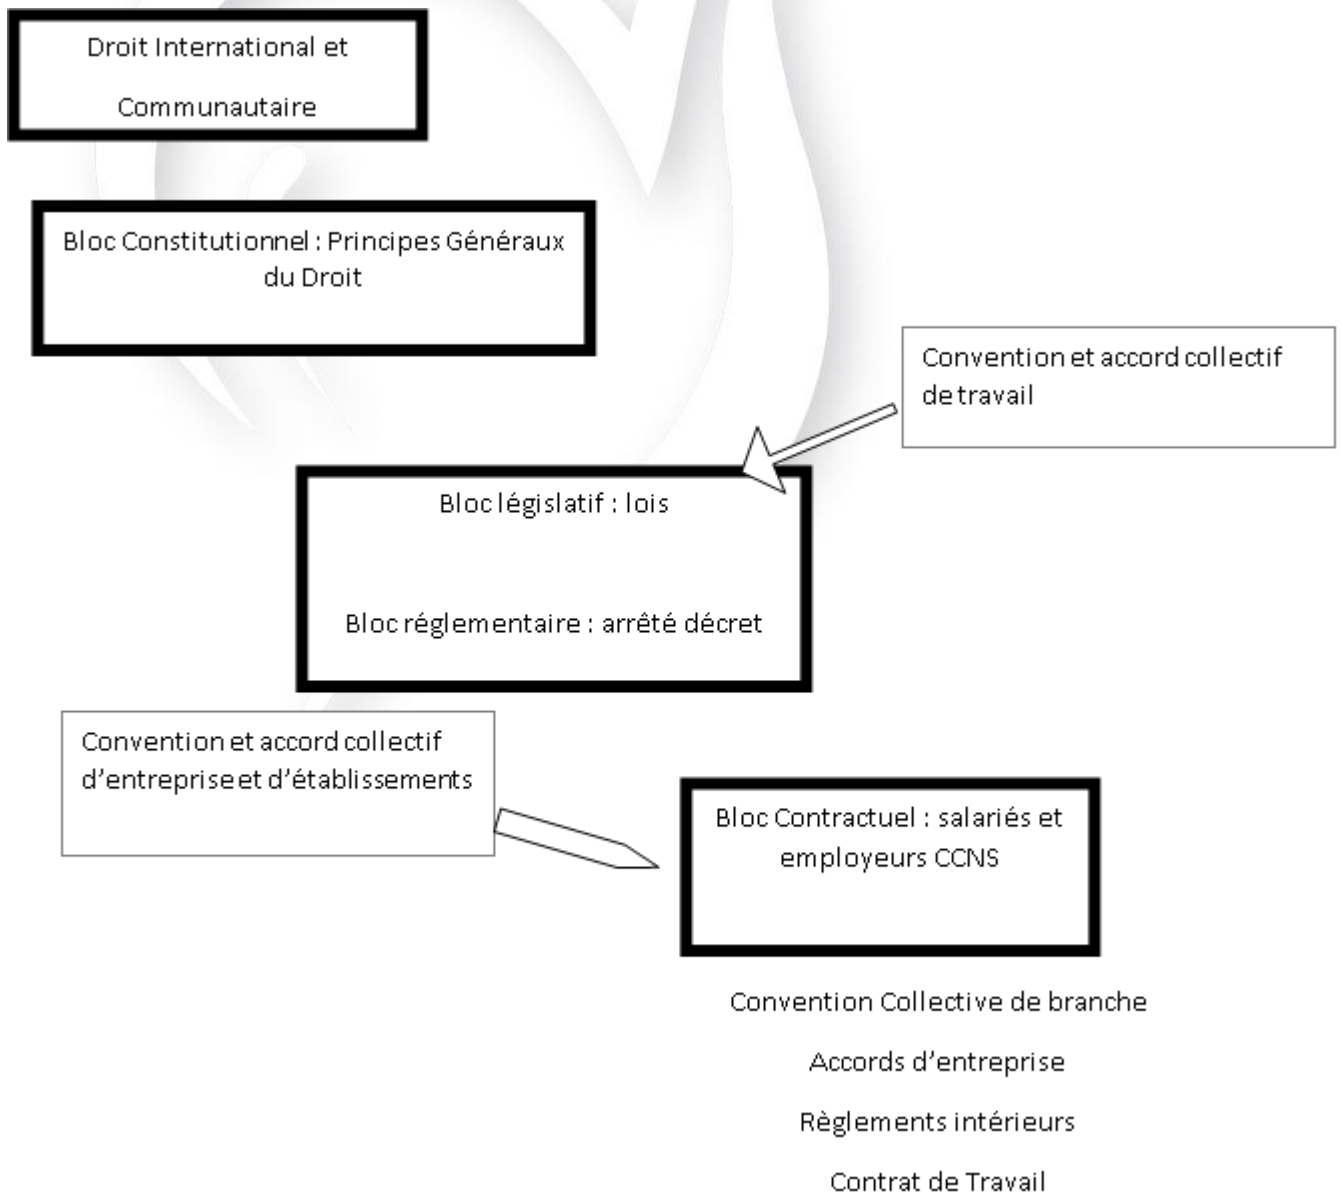 Droit International et
Communautaire
Bloc Constitutionnel : Principes Généraux
du Droit
Convention et accord collectif
de travail
Bloc législatif : lois
Bloc réglementaire : arrêté décret
Convention et accord collectif
d'entreprise et d'établissements
Bloc Contractuel : salariés et
employeurs CCNS
Convention Collective de branche
Accords d'entreprise
Règlements intérieurs
Contrat de Travail